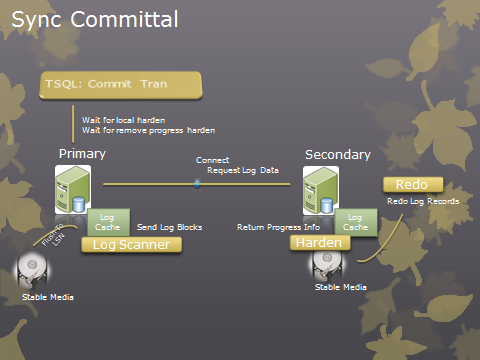 Sync Committal
TSQL: Commit Tran
Wait for local harden
Wait for remove progress harden
Primary
Connect
Request Log Data
Secondary
Redo
Redo Log Records
Log
Cache
Send Log Blocks
Return Progress Info
Log
Cache
Log Scanner
Harden
Flush to
LSN
Stable Media
Stable Media